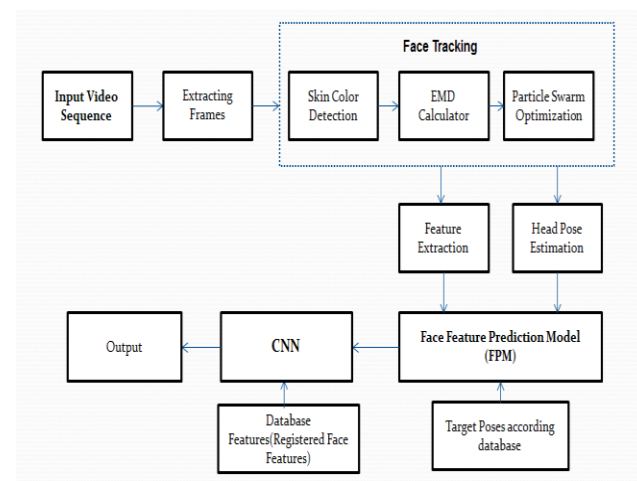 Face Tracking
Input Video
Sequence
Extracting
Frames
Skin Color
Detection
EMD
Calculator
Particle Swarm
Optimization
Feature
Extraction
Head Pose
Estimation
Output
CNN
Face Feature Prediction Model
(FPM)
Database
Features(Registered Face
Features)
Target Poses according
database